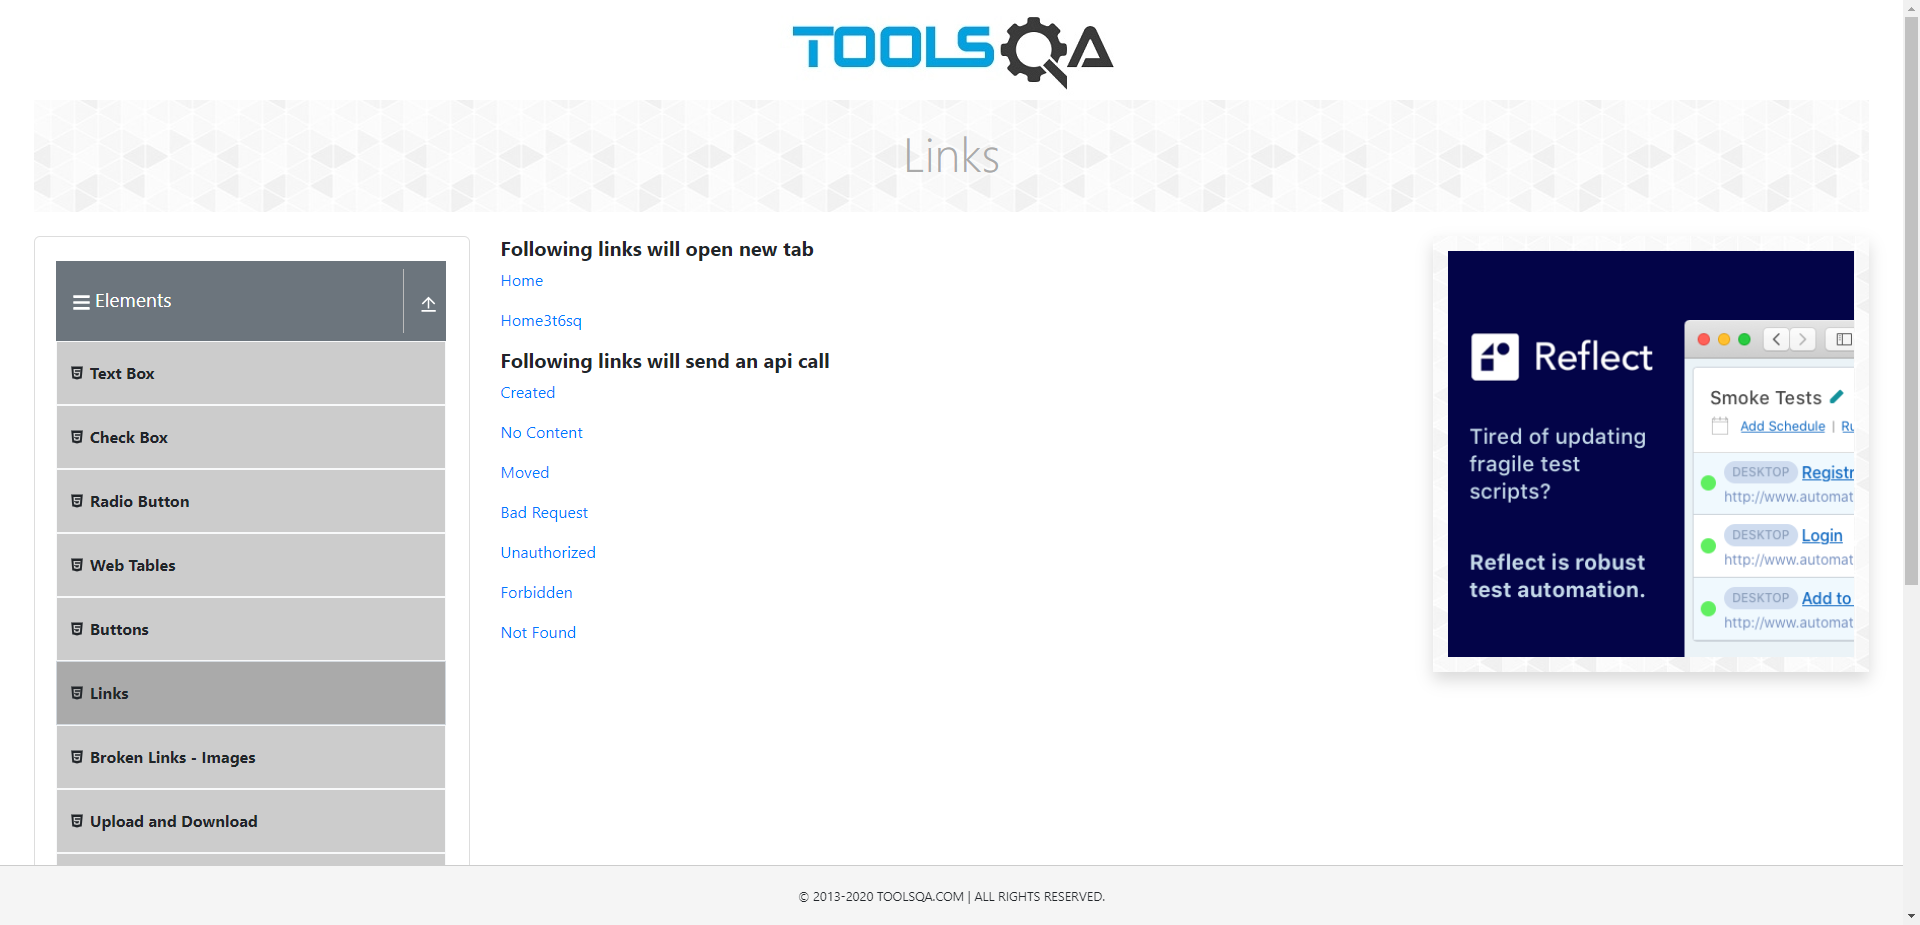 TOOLSQA
Links
Elements
Text Box
Check Box
Radio Button
Web Tables
Buttons
Links
Broken Links - Images
Upload and Download
Following links will open new tab
Home
Home3t6sq
Following links will send an api call
Created
No Content
Moved
Bad Request
Unauthorized
Forbidden
Not Found
Reflect
Tired of updating
fragile test
scripts?
Reflect is robust
test automation.
Smoke Tests
Add Schedule | Ru
DESKTOP Registr
http://www.automat
DESKTOP Login
http://www.automat
DESKTOP Add to
http://www.automat
© 2013-2020 TOOLSQA.COM | ALL RIGHTS RESERVED.